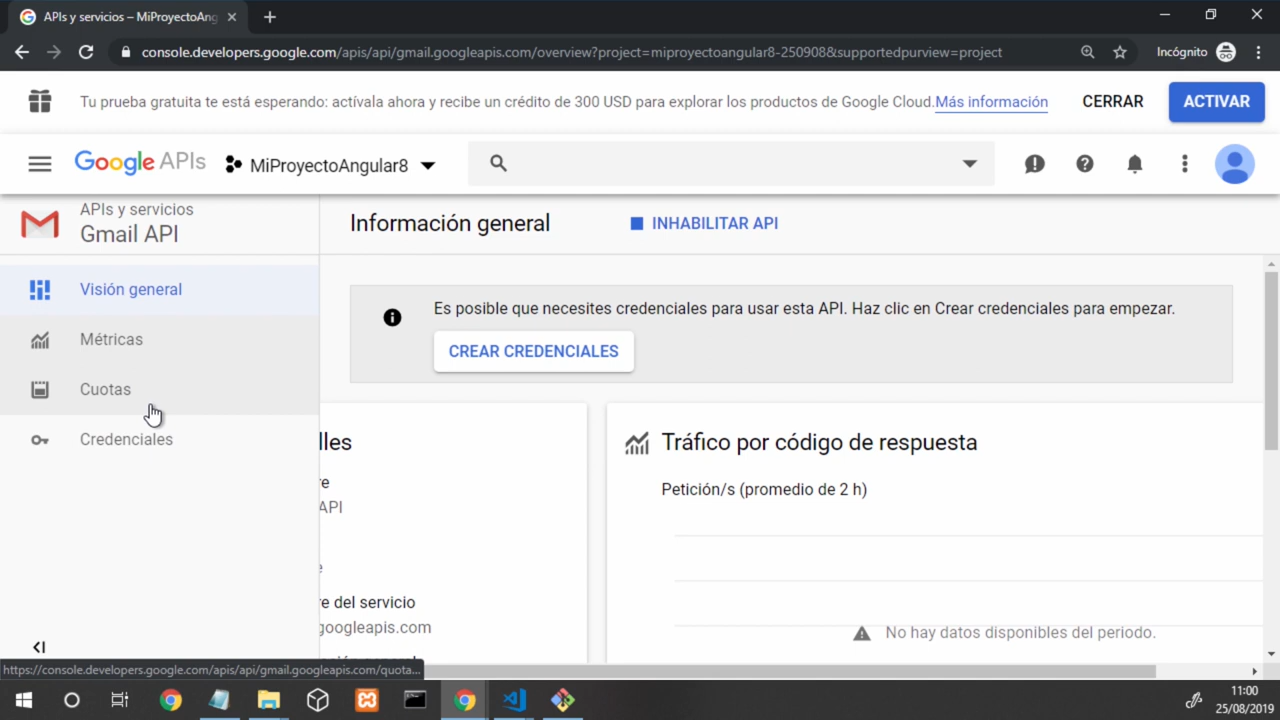 APIs y servicios – MiProyectoAng
console.developers.google.com/apis/api/gmail.googleapis.com/overview?project=miproyectoangular8-250908&supportedpurview=project
Incógnito
Tu prueba gratuita te está esperando: actívala ahora y recibe un crédito de 300 USD para explorar los productos de Google Cloud. Más información
CERRAR
ACTIVAR
Google APIs
MiProyectoAngular8
APIs y servicios
Gmail API
Información general
INHABILITAR API
Visión general
Métricas
Cuotas
Credenciales
Es posible que necesites credenciales para usar esta API. Haz clic en Crear credenciales para empezar.
CREAR CREDENCIALES
lles
re
API
e
re del servicio
googleapis.com
Tráfico por código de respuesta
Petición/s (promedio de 2 h)
No hay datos disponibles del periodo.
https://console.developers.google.com/apis/api/gmail.googleapis.com/quota...
11:00
25/08/2019